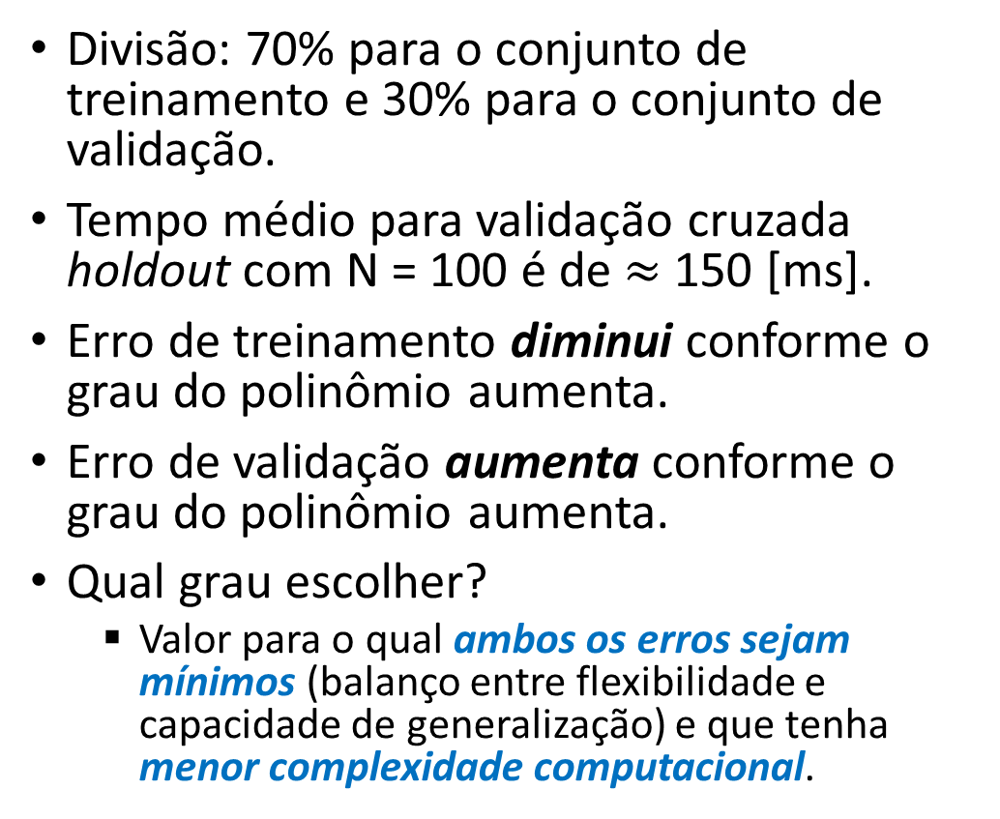 • Divisão: 70% para o conjunto de
treinamento e 30% para o conjunto de
validação.
• Tempo médio para validação cruzada
holdout com N = 100 é de ≈ 150 [ms].
• Erro de treinamento diminui conforme o
grau do polinômio aumenta.
• Erro de validação aumenta conforme o
grau do polinômio aumenta.
• Qual grau escolher?
▪ Valor para o qual ambos os erros sejam
mínimos (balanço entre flexibilidade e
capacidade de generalização) e que tenha
menor complexidade computacional.